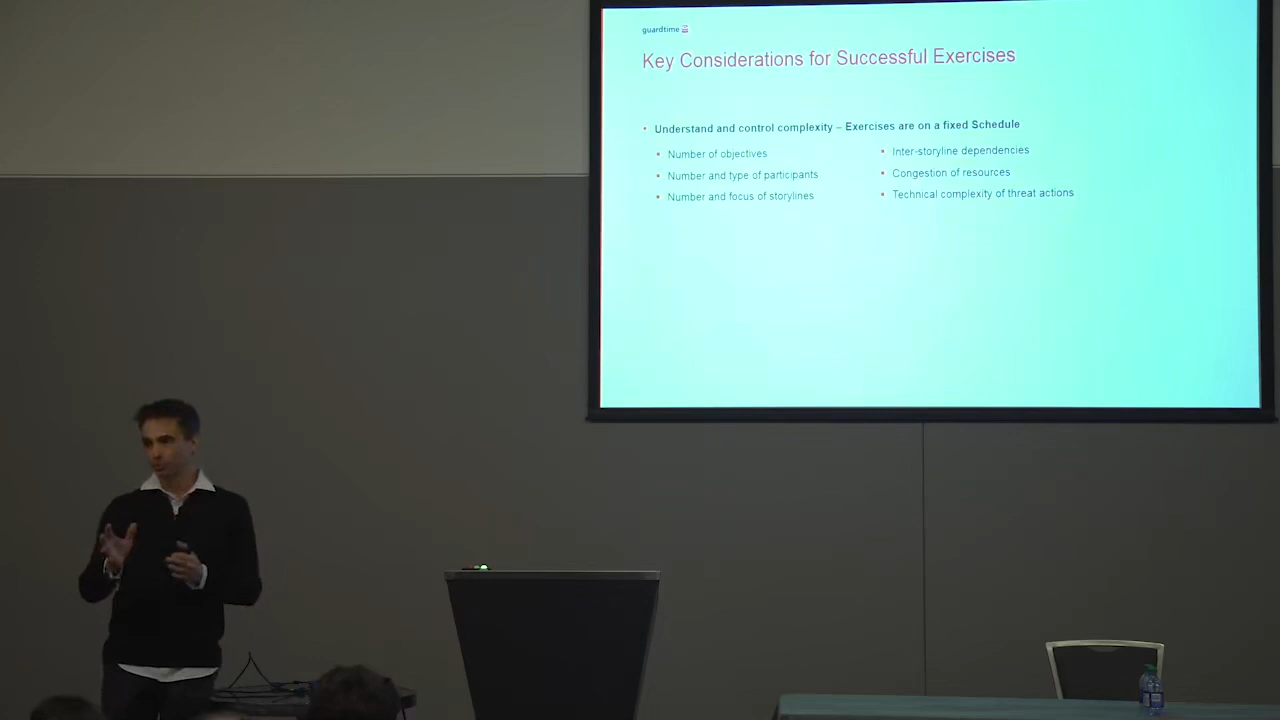 guardtime
Key Considerations for Successful Exercises
• Understand and control complexity – Exercises are on a fixed Schedule
• Number of objectives
• Number and type of participants
• Number and focus of storylines
• Inter-storyline dependencies
• Congestion of resources
• Technical complexity of threat actions